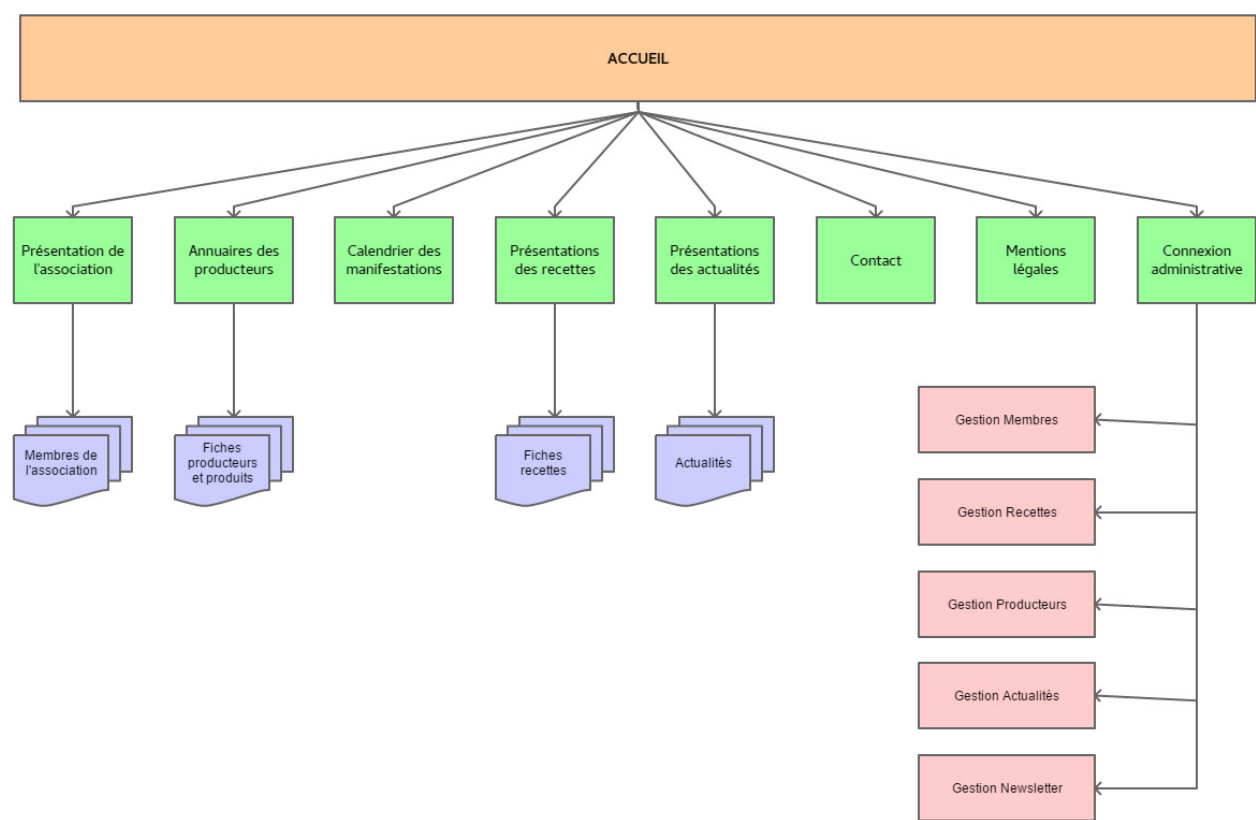 ACCUEIL
Présentation de
l'association
Annuaires des
producteurs
Calendrier des
manifestations
Présentations
des recettes
Présentations
des actualités
Contact
Mentions
légales
Connexion
administrative
Membres de
l'association
Fiches
producteurs
et produits
Fiches
recettes
Actualités
Gestion Membres
Gestion Recettes
Gestion Producteurs
Gestion Actualités
Gestion Newsletter